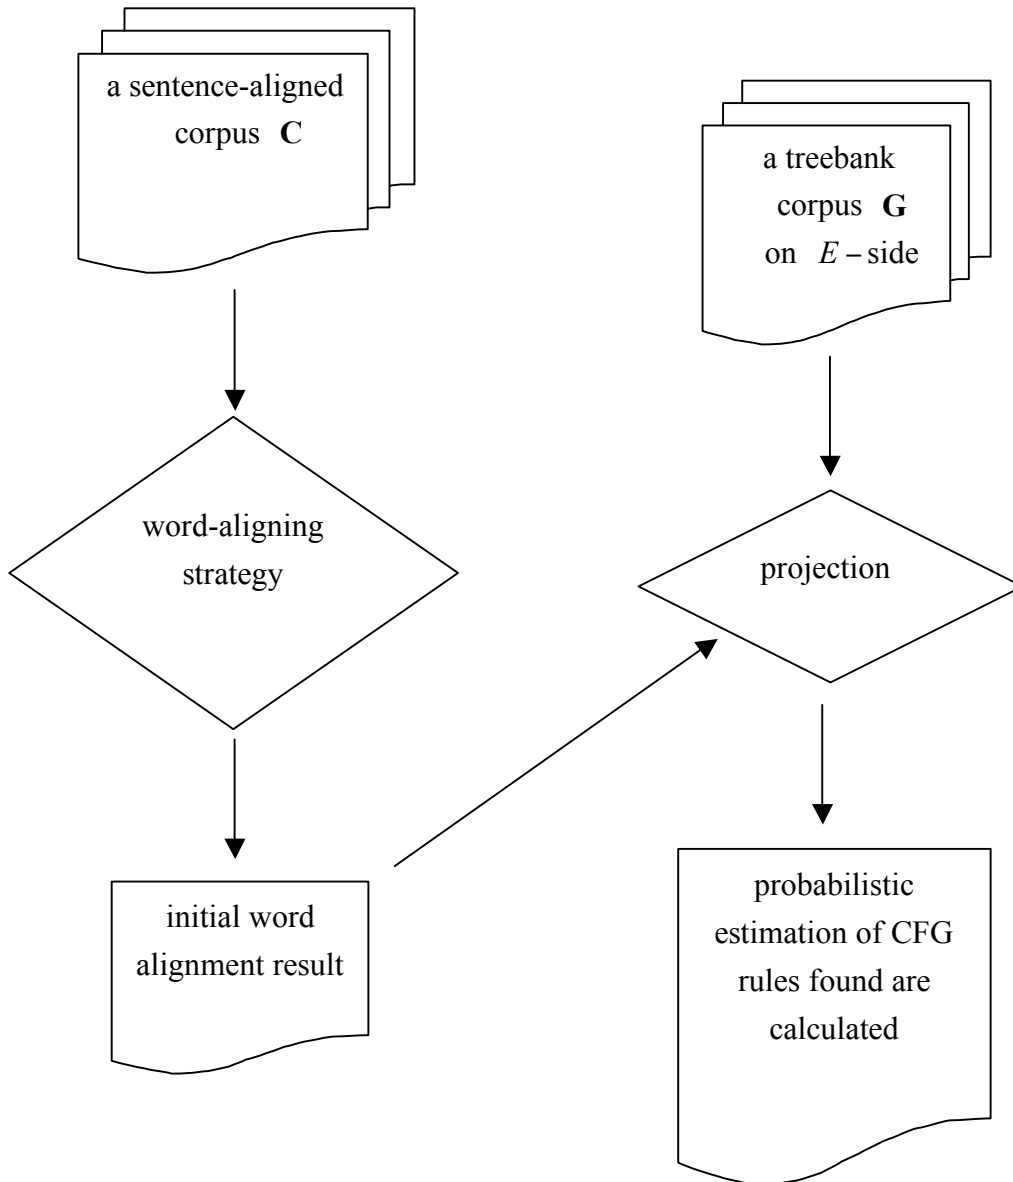 a sentence-aligned
corpus C
word-aligning
strategy
initial word
alignment result
a treebank
corpus G
on E – side
projection
probabilistic
estimation of CFG
rules found are
calculated